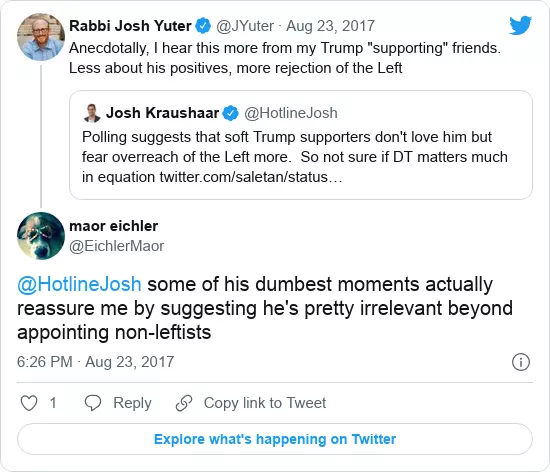 Rabbi Josh Yuter @JYuter · Aug 23, 2017
Anecdotally, I hear this more from my Trump "supporting" friends.
Less about his positives, more rejection of the Left
Josh Kraushaar @HotlineJosh
Polling suggests that soft Trump supporters don't love him but
fear overreach of the Left more.  So not sure if DT matters much
in equation twitter.com/saletan/status…
maor eichler
@EichlerMaor
@HotlineJosh some of his dumbest moments actually
reassure me by suggesting he's pretty irrelevant beyond
appointing non-leftists
6:26 PM · Aug 23, 2017
1 Reply Copy link to Tweet
Explore what's happening on Twitter